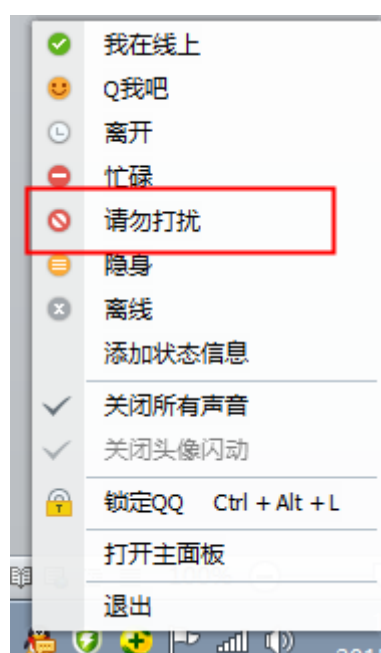 我在线上
Q我吧
离开
忙碌
请勿打扰
隐身
离线
添加状态信息
关闭所有声音
关闭头像闪动
锁定QQ Ctrl + Alt + L
打开主面板
退出